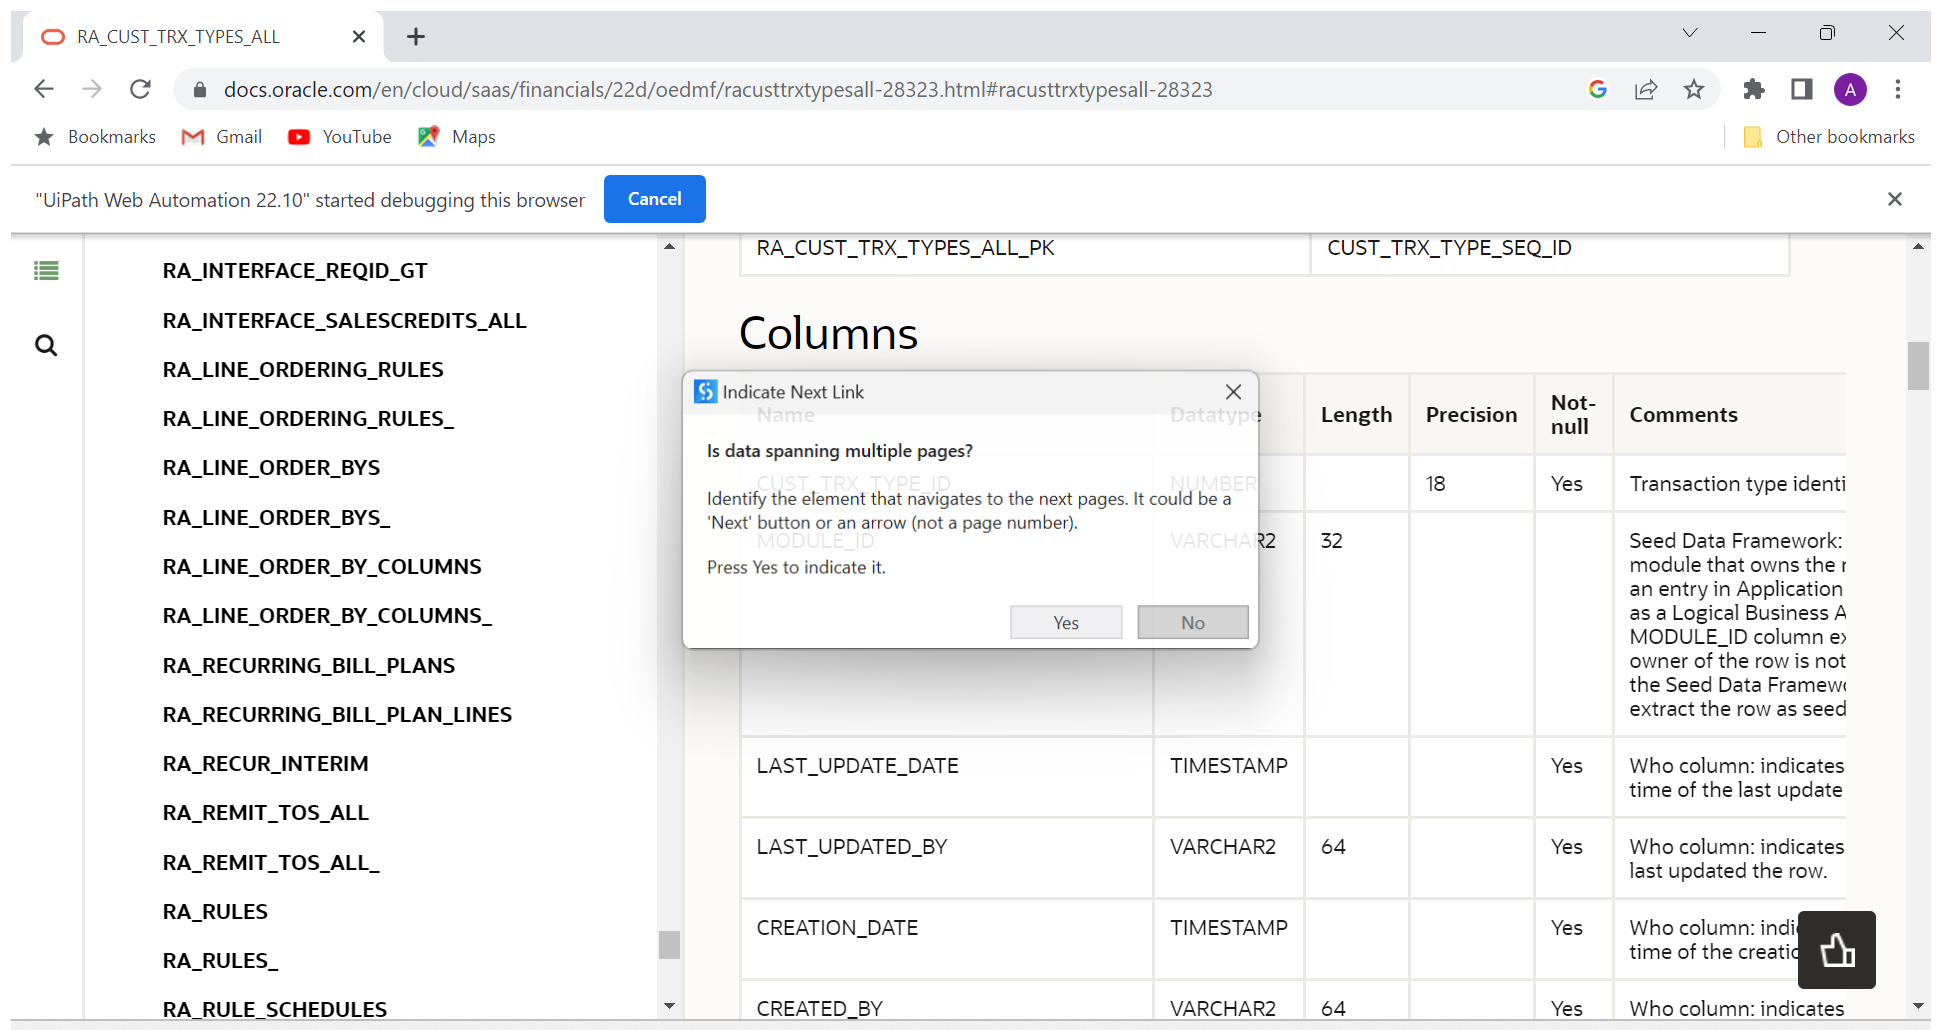 RA_CUST_TRX_TYPES_ALL
docs.oracle.com/en/cloud/saas/financials/22d/oedmf/racusttrxtypesall-28323.html#racusttrxtypesall-28323
A
Bookmarks Gmail YouTube Maps Other bookmarks
"UiPath Web Automation 22.10" started debugging this browser Cancel
RA_INTERFACE_REQID_GT
RA_INTERFACE_SALESCREDITS_ALL
RA_LINE_ORDERING_RULES
RA_LINE_ORDERING_RULES_
RA_LINE_ORDER_BYS
RA_LINE_ORDER_BYS_
RA_LINE_ORDER_BY_COLUMNS
RA_LINE_ORDER_BY_COLUMNS_
RA_RECURRING_BILL_PLANS
RA_RECURRING_BILL_PLAN_LINES
RA_RECUR_INTERIM
RA_REMIT_TOS_ALL
RA_REMIT_TOS_ALL_
RA_RULES
RA_RULES_
RA_RULE_SCHEDULES
RA_CUST_TRX_TYPES_ALL_PK CUST_TRX_TYPE_SEQ_ID
Columns
Indicate Next Link
Is data spanning multiple pages?
Identify the element that navigates to the next pages. It could be a
'Next' button or an arrow (not a page number).
Press Yes to indicate it.
Yes No
Name Datatype Length Precision Not-
null Comments
CUST_TRX_TYPE_ID NUMBER 18 Yes Transaction type identi
MODULE_ID VARCHAR2 32 Seed Data Framework:
module that owns the r
an entry in Application
as a Logical Business A
MODULE_ID column ex
owner of the row is not
the Seed Data Framewo
extract the row as seed
LAST_UPDATE_DATE TIMESTAMP Yes Who column: indicates
time of the last update
LAST_UPDATED_BY VARCHAR2 64 Yes Who column: indicates
last updated the row.
CREATION_DATE TIMESTAMP Yes Who column: indi
time of the creatio
CREATED_BY VARCHAR2 64 Yes Who column: indicates